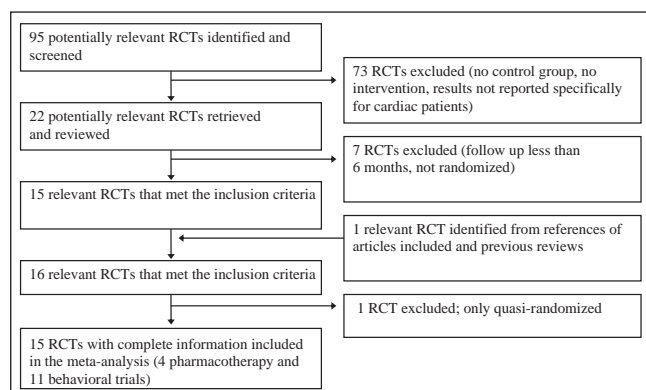 95 potentially relevant RCTs identified and
screened
73 RCTs excluded (no control group, no
intervention, results not reported specifically
for cardiac patients)
22 potentially relevant RCTs retrieved
and reviewed
7 RCTs excluded (follow up less than
6 months, not randomized)
15 relevant RCTs that met the inclusion criteria
1 relevant RCT identified from references of
articles included and previous reviews
16 relevant RCTs that met the inclusion criteria
1 RCT excluded; only quasi-randomized
15 RCTs with complete information included
in the meta-analysis (4 pharmacotherapy and
11 behavioral trials)